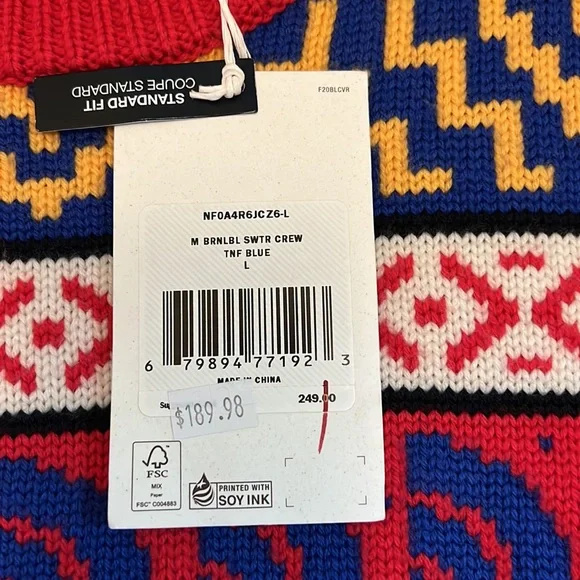 STANDARD FIT
COUPE STANDARD
F20BLCVR
NF0A4R6JCZ6-L
M BRNLBL SWTR CREW
TNF BLUE
L
6 79894 77192 3
MADE IN CHINA
249.00
$189.98
FSC
MIX
Paper
FSC® C004883
PRINTED WITH
SOY INK